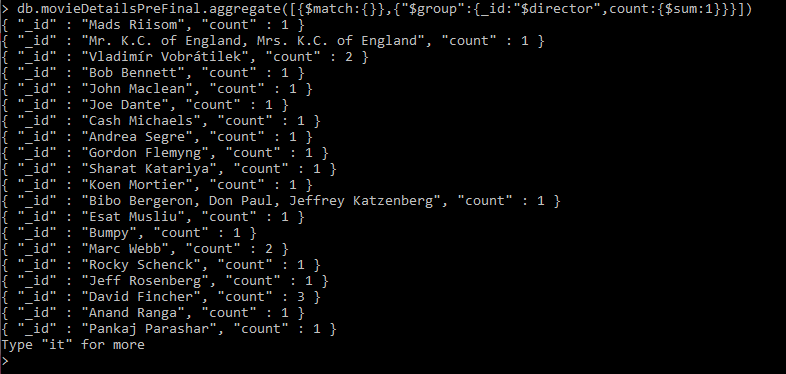 > db.movieDetailsPreFinal.aggregate([{$match:{}},{"$group":{_id:"$director",count:{$sum:1}}}])
{ "_id" : "Mads Riisom", "count" : 1 }
{ "_id" : "Mr. K.C. of England, Mrs. K.C. of England", "count" : 1 }
{ "_id" : "Vladimír Vobrátilek", "count" : 2 }
{ "_id" : "Bob Bennett", "count" : 1 }
{ "_id" : "John Maclean", "count" : 1 }
{ "_id" : "Joe Dante", "count" : 1 }
{ "_id" : "Cash Michaels", "count" : 1 }
{ "_id" : "Andrea Segre", "count" : 1 }
{ "_id" : "Gordon Flemyng", "count" : 1 }
{ "_id" : "Sharat Katariya", "count" : 1 }
{ "_id" : "Koen Mortier", "count" : 1 }
{ "_id" : "Bibo Bergeron, Don Paul, Jeffrey Katzenberg", "count" : 1 }
{ "_id" : "Esat Musliu", "count" : 1 }
{ "_id" : "Bumpy", "count" : 1 }
{ "_id" : "Marc Webb", "count" : 2 }
{ "_id" : "Rocky Schenck", "count" : 1 }
{ "_id" : "Jeff Rosenberg", "count" : 1 }
{ "_id" : "David Fincher", "count" : 3 }
{ "_id" : "Anand Ranga", "count" : 1 }
{ "_id" : "Pankaj Parashar", "count" : 1 }
Type "it" for more
>